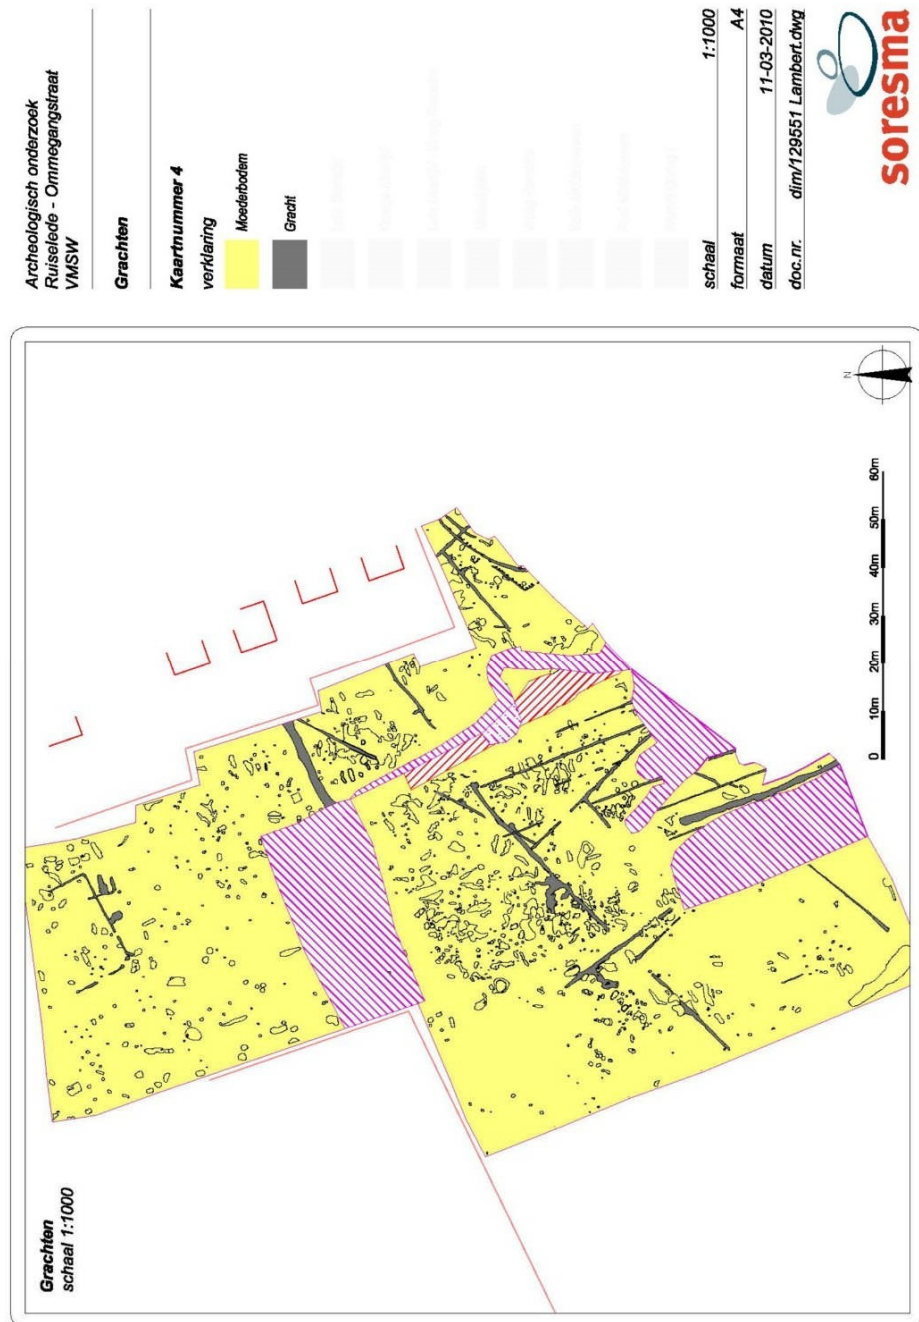 Archeologisch onderzoek
Ruiselede - Ommegangstraat
VMSW
Grachten
Kaartnummer 4
verklaring
Moederbodem
Gracht
schaal 1:1000
formaat A4
datum 11-03-2010
doc.nr. dim/129551 Lambert.dwg
soresma
N
0 10m 20m 30m 40m 50m 60m
Grachten
schaal 1:1000